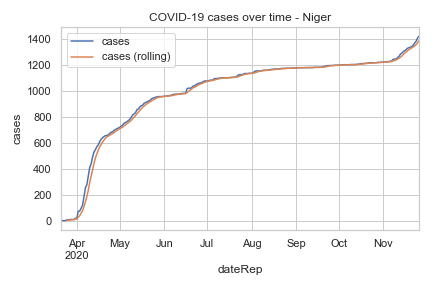 COVID-19 cases over time - Niger
cases
cases (rolling)
1400
1200
1000
800
600
400
200
0
cases
Apr May Jun Jul Aug Sep Oct Nov
2020
dateRep